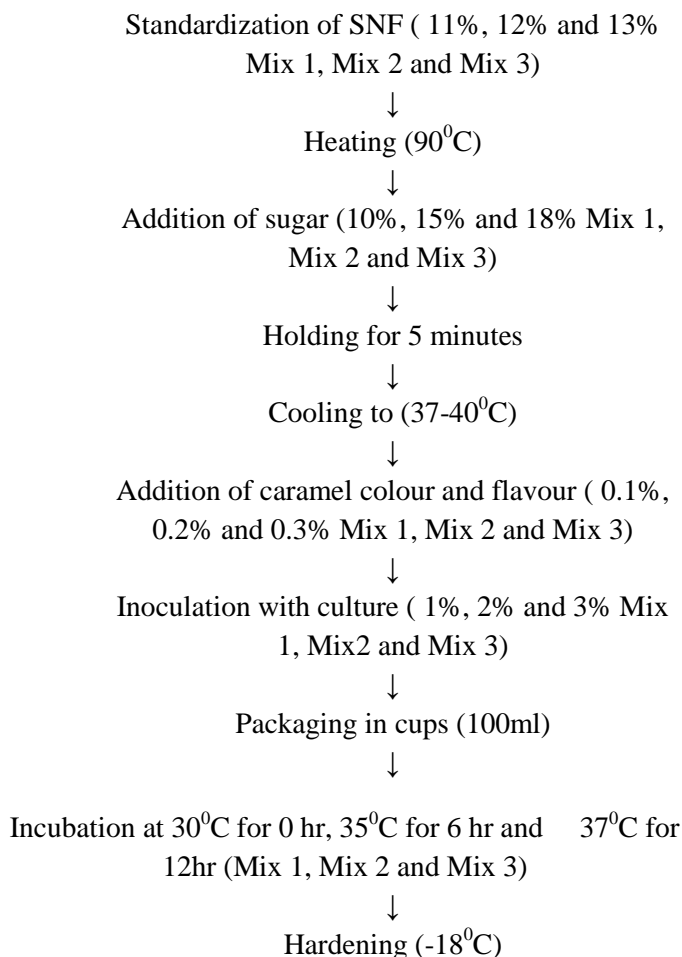 Standardization of SNF ( 11%, 12% and 13%
Mix 1, Mix 2 and Mix 3)
↓
Heating (90⁰C)
↓
Addition of sugar (10%, 15% and 18% Mix 1,
Mix 2 and Mix 3)
↓
Holding for 5 minutes
↓
Cooling to (37-40⁰C)
↓
Addition of caramel colour and flavour ( 0.1%,
0.2% and 0.3% Mix 1, Mix 2 and Mix 3)
↓
Inoculation with culture ( 1%, 2% and 3% Mix
1, Mix2 and Mix 3)
↓
Packaging in cups (100ml)
↓
Incubation at 30⁰C for 0 hr, 35⁰C for 6 hr and 37⁰C for
12hr (Mix 1, Mix 2 and Mix 3)
↓
Hardening (-18⁰C)